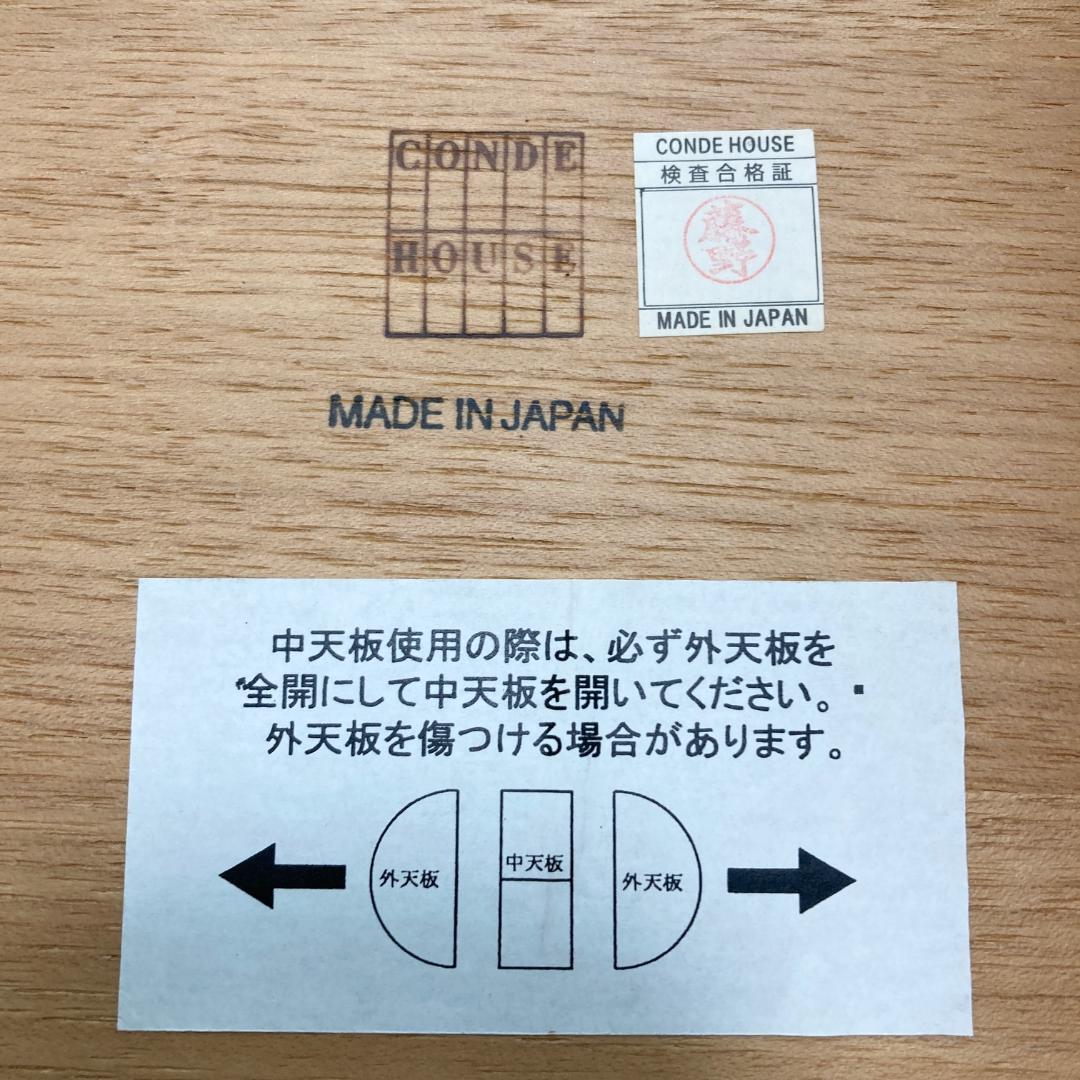 CONDE
HOUSE
CONDE HOUSE
検査合格証
藤野
MADE IN JAPAN
MADE IN JAPAN
中天板使用の際は、必ず外天板を
全開にして中天板を開いてください。
外天板を傷つける場合があります。
外天板
中天板
外天板